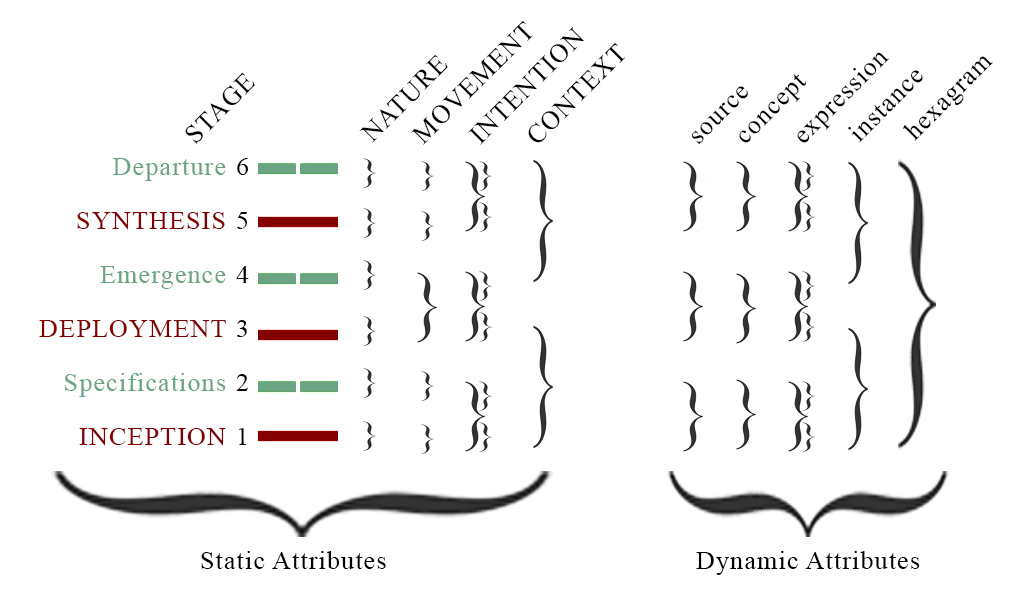 STAGE NATURE MOVEMENT INTENTION CONTEXT source concept expression instance hexagram
Departure 6
SYNTHESIS 5
Emergence 4
DEPLOYMENT 3
Specifications 2
INCEPTION 1
Static Attributes Dynamic Attributes